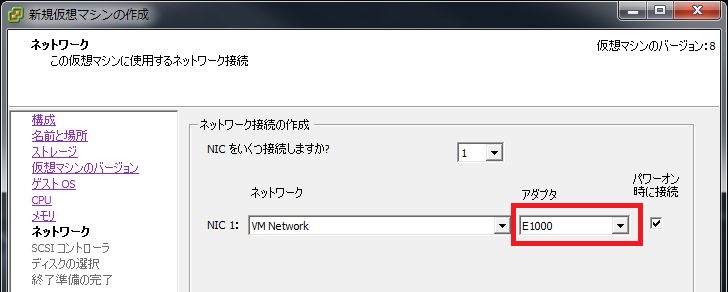 新規仮想マシンの作成
ネットワーク
この仮想マシンに使用するネットワーク接続
仮想マシンのバージョン: 8
構成
名前と場所
ストレージ
仮想マシンのバージョン
ゲスト OS
CPU
メモリ
ネットワーク
SCSI コントローラ
ディスクの選択
終了準備の完了
ネットワーク接続の作成
NIC をいくつ接続しますか?
1
ネットワーク
アダプタ
パワーオン
時に接続
NIC 1:
VM Network
E1000